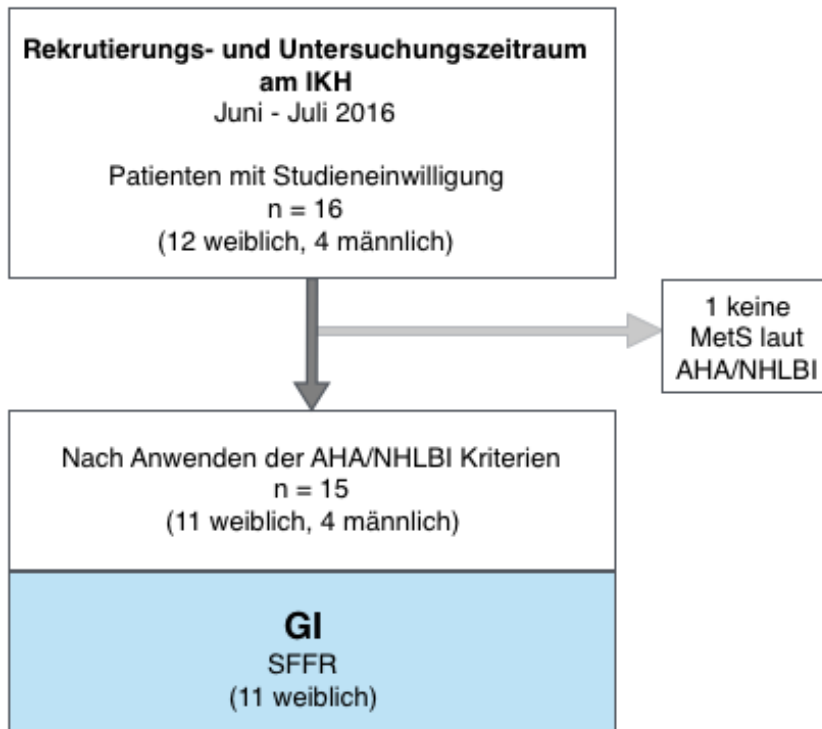 Rekrutierungs- und Untersuchungszeitraum
am IKH
Juni - Juli 2016
Patienten mit Studieneinwilligung
n = 16
(12 weiblich, 4 männlich)
1 keine
MetS laut
AHA/NHLBI
Nach Anwenden der AHA/NHLBI Kriterien
n = 15
(11 weiblich, 4 männlich)
GI
SFFR
(11 weiblich)